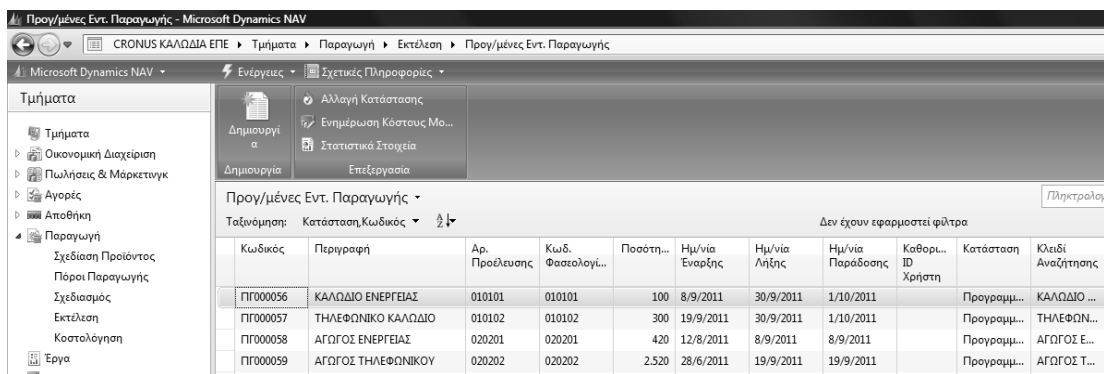 Προγ/μένες Εντ. Παραγωγής - Microsoft Dynamics NAV
CRONUS ΚΑΛΩΔΙΑ ΕΠΕ ▸ Τμήματα ▸ Παραγωγή ▸ Εκτέλεση ▸ Προγ/μένες Εντ. Παραγωγής
Microsoft Dynamics NAV Ενέργειες Σχετικές Πληροφορίες
Τμήματα
Τμήματα
Οικονομική Διαχείριση
Πωλήσεις & Μάρκετινγκ
Αγορές
Αποθήκη
Παραγωγή
Σχεδίαση Προϊόντος
Πόροι Παραγωγής
Σχεδιασμός
Εκτέλεση
Κοστολόγηση
Έργα
Δημιουργί
α
Δημιουργία
Αλλαγή Κατάστασης
Ενημέρωση Κόστους Μο...
Στατιστικά Στοιχεία
Επεξεργασία
Προγ/μένες Εντ. Παραγωγής
Πληκτρολογ
Ταξινόμηση: Κατάσταση,Κωδικός Δεν έχουν εφαρμοστεί φίλτρα
Κωδικός Περιγραφή Αρ. Προέλευσης Κωδ. Φασεολογί... Ποσότη... Ημ/νία Έναρξης Ημ/νία Λήξης Ημ/νία Παράδοσης Καθορι... ID Χρήστη Κατάσταση Κλειδί Αναζήτησης
ΠΓ000056 ΚΑΛΩΔΙΟ ΕΝΕΡΓΕΙΑΣ 010101 010101 100 8/9/2011 30/9/2011 1/10/2011 Προγραμμ... ΚΑΛΩΔΙΟ ...
ΠΓ000057 ΤΗΛΕΦΩΝΙΚΟ ΚΑΛΩΔΙΟ 010102 010102 300 19/9/2011 30/9/2011 1/10/2011 Προγραμμ... ΤΗΛΕΦΩΝ...
ΠΓ000058 ΑΓΩΓΟΣ ΕΝΕΡΓΕΙΑΣ 020201 020201 420 12/8/2011 8/9/2011 8/9/2011 Προγραμμ... ΑΓΩΓΟΣ Ε...
ΠΓ000059 ΑΓΩΓΟΣ ΤΗΛΕΦΩΝΙΚΟΥ 020202 020202 2.520 28/6/2011 19/9/2011 19/9/2011 Προγραμμ... ΑΓΩΓΟΣ Τ...